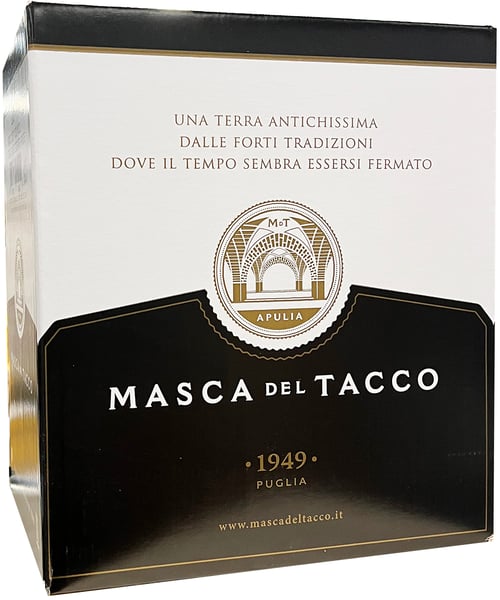 UNA TERRA ANTICHISSIMA
DALLE FORTI TRADIZIONI
DOVE IL TEMPO SEMBRA ESSERSI FERMATO
MDT
APULIA
MASCA DEL TACCO
• 1949 •
PUGLIA
www.mascadeltacco.it